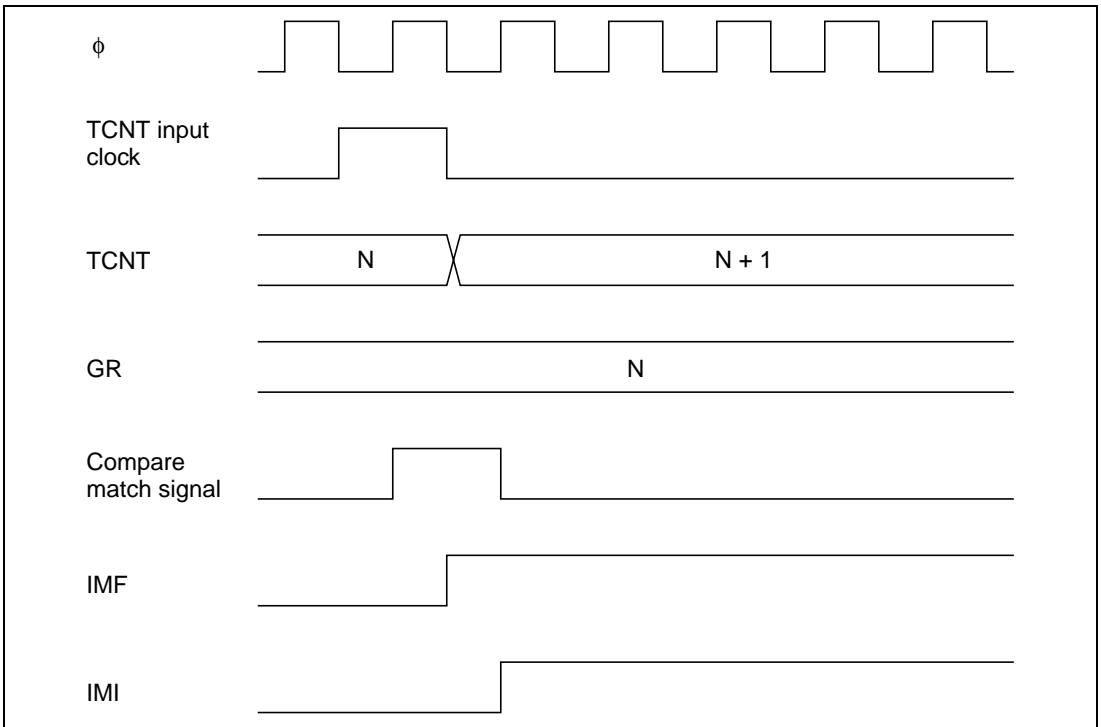 ϕ
TCNT input
clock
TCNT
N
N + 1
GR
N
Compare
match signal
IMF
IMI